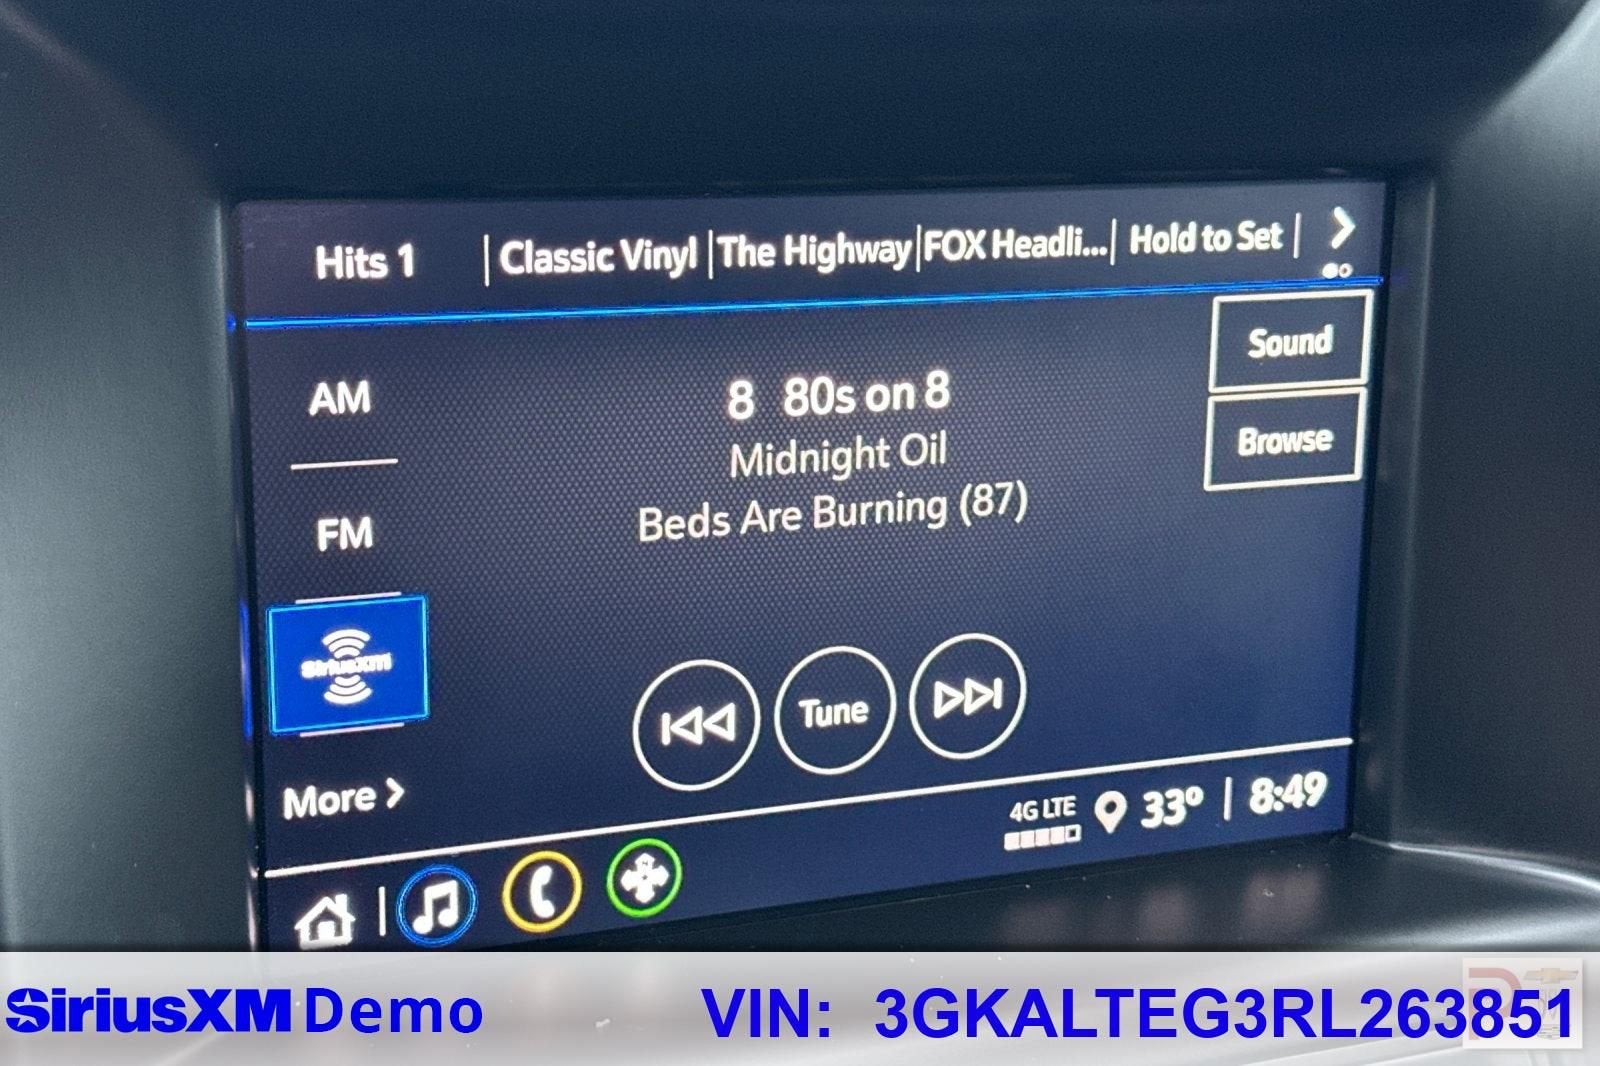 Hits 1 | Classic Vinyl | The Highway | FOX Headli... | Hold to Set |
Sound
AM
8 80s on 8
Browse
Midnight Oil
FM
Beds Are Burning (87)
SiriusXM
Tune
More >
4G LTE 33° | 8:49
SiriusXM Demo VIN: 3GKALTEG3RL263851